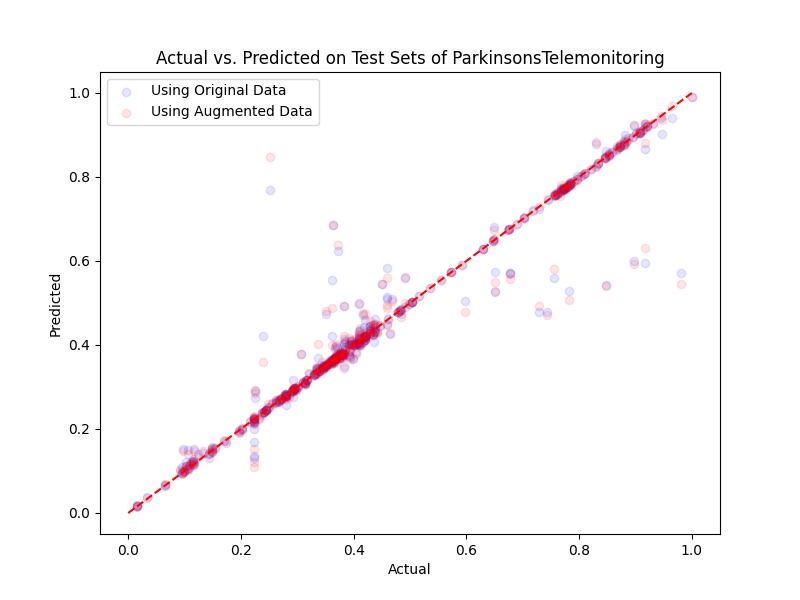 Actual vs. Predicted on Test Sets of ParkinsonsTelemonitoring
Using Original Data
Using Augmented Data
1.0
0.8
0.6
0.4
0.2
0.0
Predicted
0.0 0.2 0.4 0.6 0.8 1.0
Actual